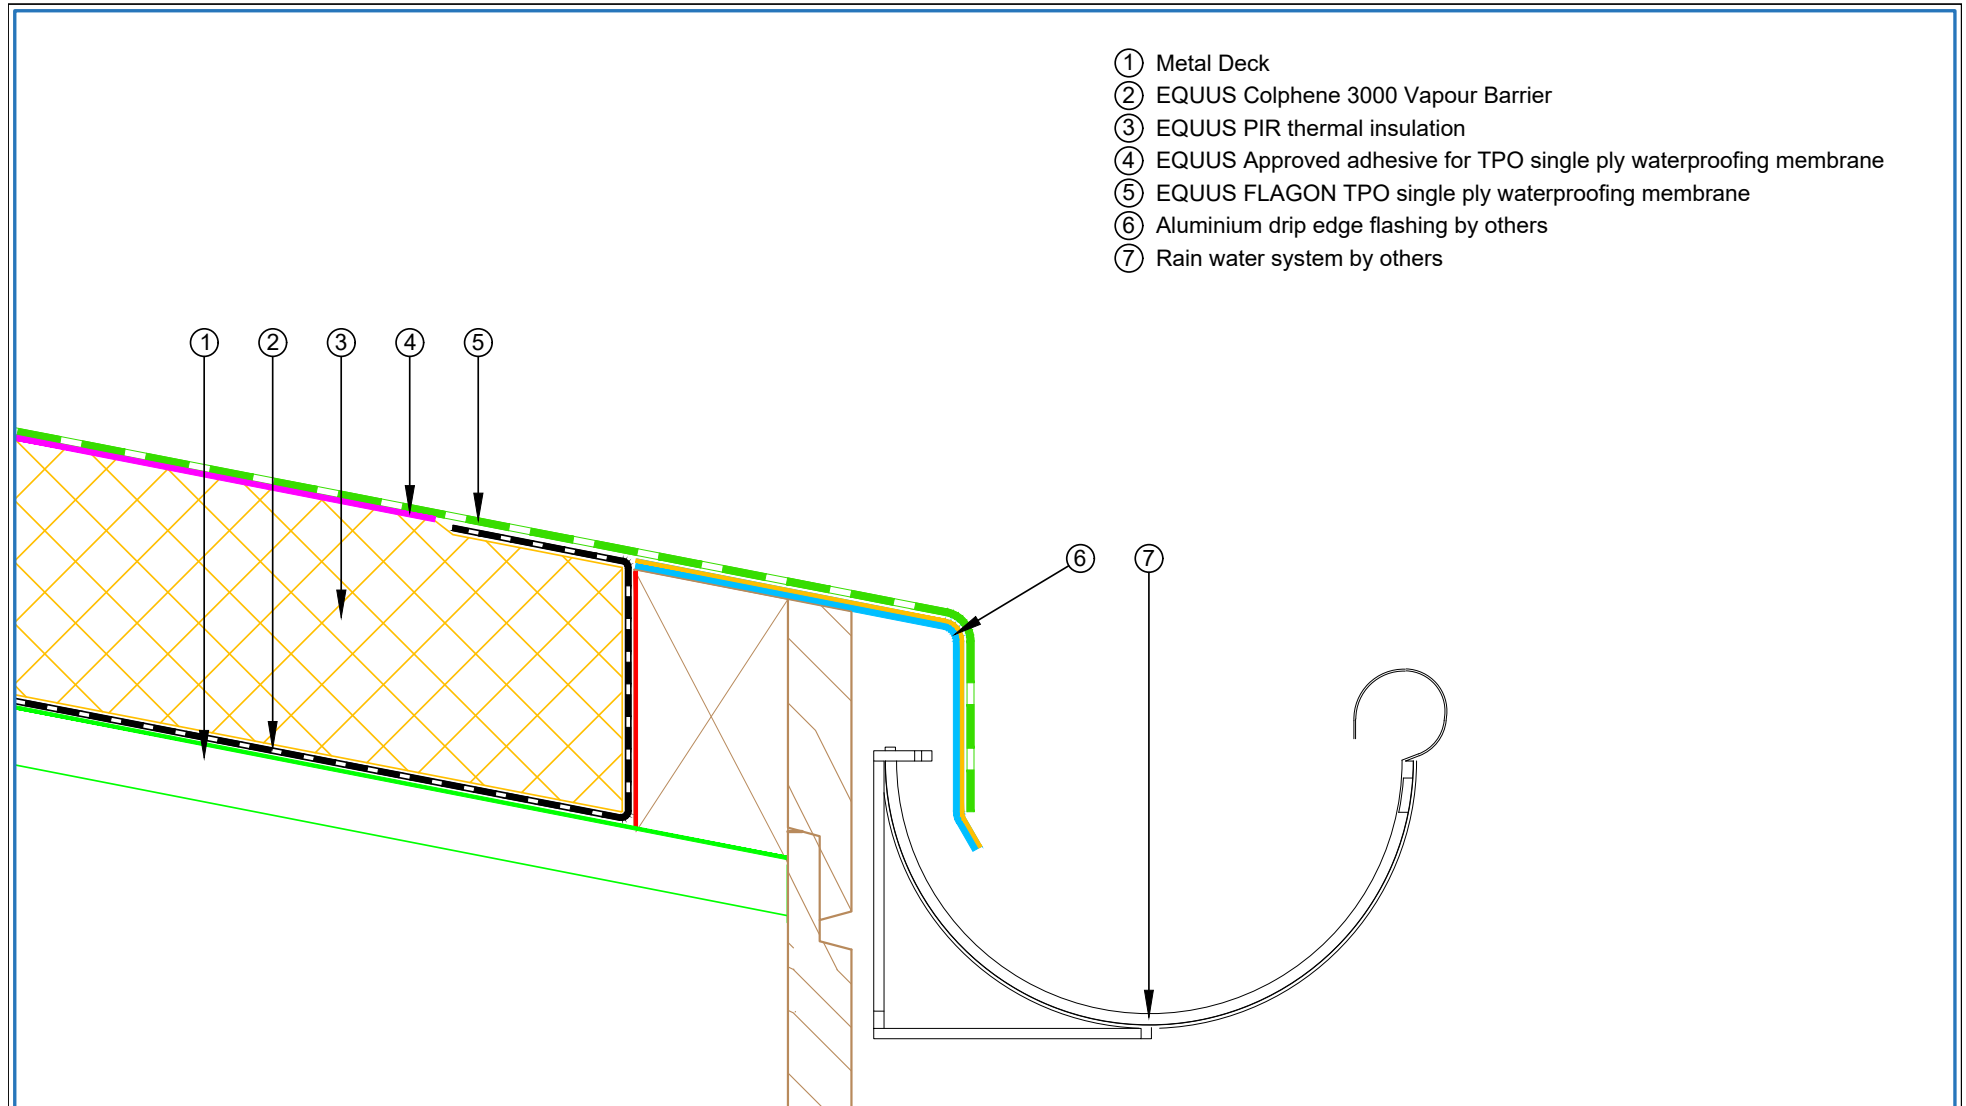 1 Metal Deck
2 EQUUS Colphene 3000 Vapour Barrier
3 EQUUS PIR thermal insulation
4 EQUUS Approved adhesive for TPO single ply waterproofing membrane
5 EQUUS FLAGON TPO single ply waterproofing membrane
6 Aluminium drip edge flashing by others
7 Rain water system by others
1 2 3 4 5
6 7